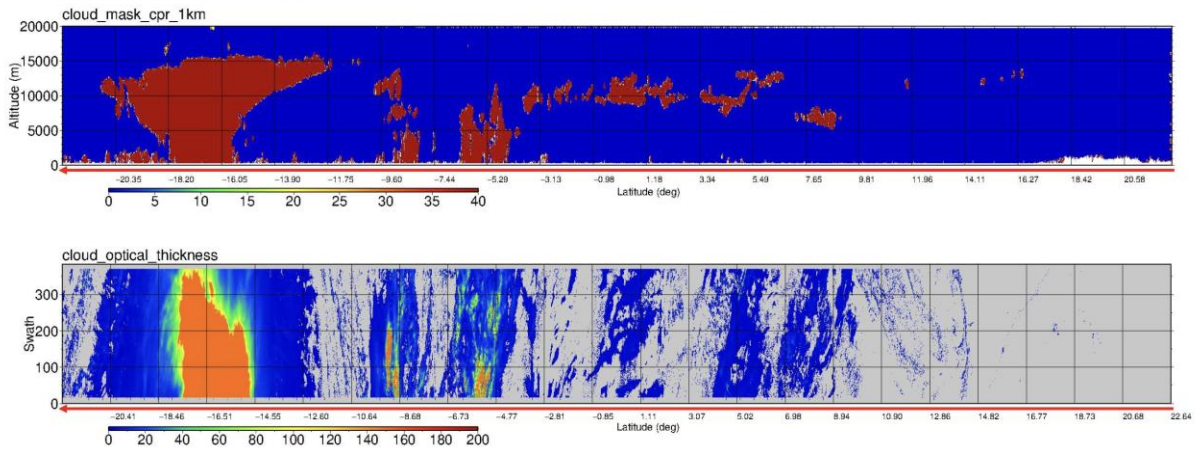 cloud_mask_cpr_1km
20000
15000
10000
5000
0
Altitude (m)
−20.35 −18.20 −16.05 −13.90 −11.75 −9.60 −7.44 −5.29 −3.13 −0.98 1.18 3.34 5.49 7.65 9.81 11.96 14.11 16.27 18.42 20.58
Latitude (deg)
0 5 10 15 20 25 30 35 40
cloud_optical_thickness
300
200
100
0
Swath
−20.41 −18.46 −16.51 −14.55 −12.60 −10.64 −8.68 −6.73 −4.77 −2.81 −0.85 1.11 3.07 5.02 6.98 8.94 10.90 12.86 14.82 16.77 18.73 20.68 22.64
Latitude (deg)
0 20 40 60 80 100 120 140 160 180 200